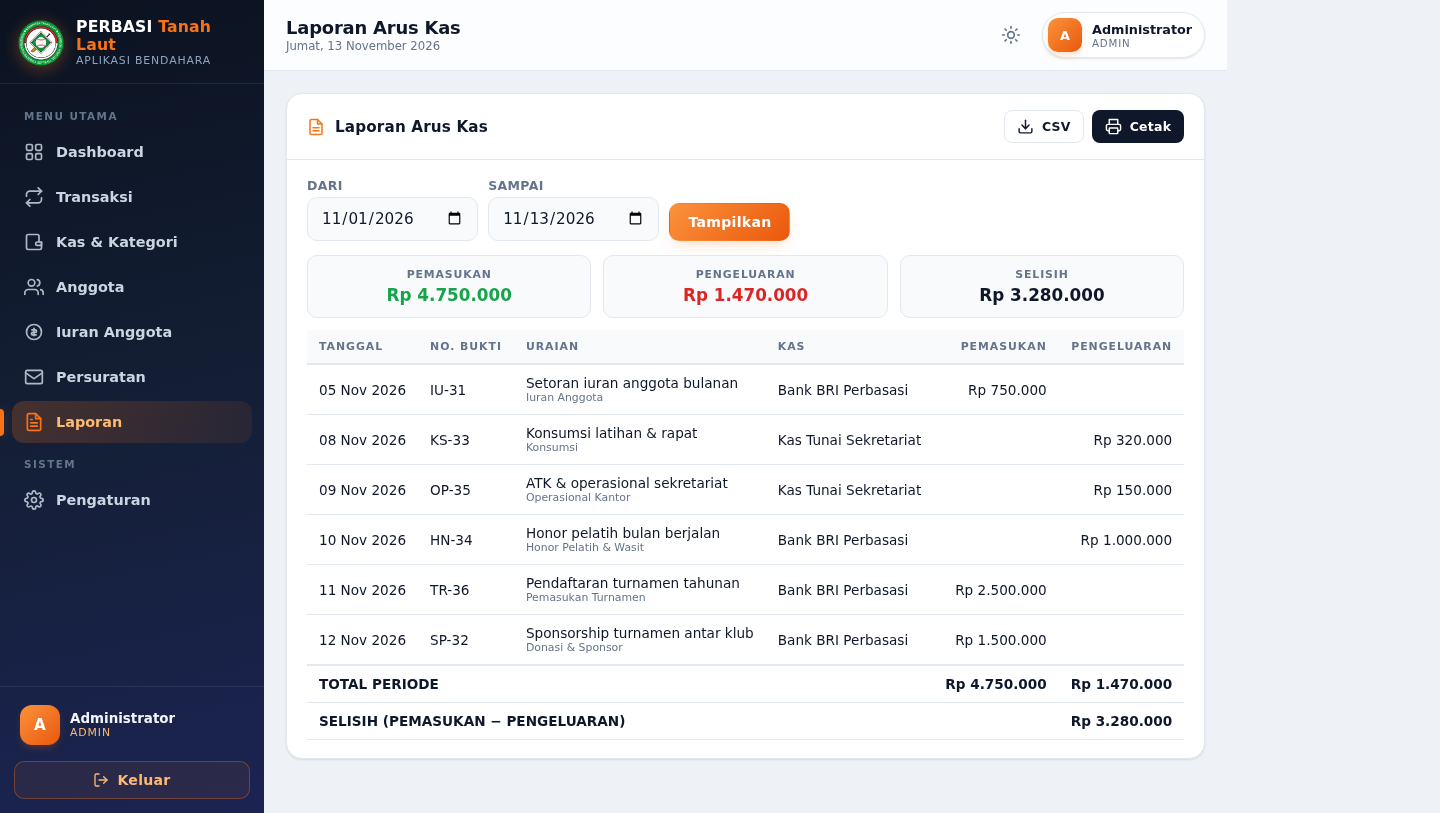 PERBASI Tanah
Laut
APLIKASI BENDAHARA
MENU UTAMA
Dashboard
Transaksi
Kas & Kategori
Anggota
Iuran Anggota
Persuratan
Laporan
SISTEM
Pengaturan
A
Administrator
ADMIN
Keluar
Laporan Arus Kas
Jumat, 13 November 2026
A
Administrator
ADMIN
Laporan Arus Kas
CSV
Cetak
DARI
SAMPAI
11/01/2026
11/13/2026
Tampilkan
PEMASUKAN
Rp 4.750.000
PENGELUARAN
Rp 1.470.000
SELISIH
Rp 3.280.000
TANGGAL NO. BUKTI URAIAN KAS PEMASUKAN PENGELUARAN
05 Nov 2026 IU-31 Setoran iuran anggota bulanan Bank BRI Perbasasi Rp 750.000
Iuran Anggota
08 Nov 2026 KS-33 Konsumsi latihan & rapat Kas Tunai Sekretariat Rp 320.000
Konsumsi
09 Nov 2026 OP-35 ATK & operasional sekretariat Kas Tunai Sekretariat Rp 150.000
Operasional Kantor
10 Nov 2026 HN-34 Honor pelatih bulan berjalan Bank BRI Perbasasi Rp 1.000.000
Honor Pelatih & Wasit
11 Nov 2026 TR-36 Pendaftaran turnamen tahunan Bank BRI Perbasasi Rp 2.500.000
Pemasukan Turnamen
12 Nov 2026 SP-32 Sponsorship turnamen antar klub Bank BRI Perbasasi Rp 1.500.000
Donasi & Sponsor
TOTAL PERIODE Rp 4.750.000 Rp 1.470.000
SELISIH (PEMASUKAN − PENGELUARAN) Rp 3.280.000